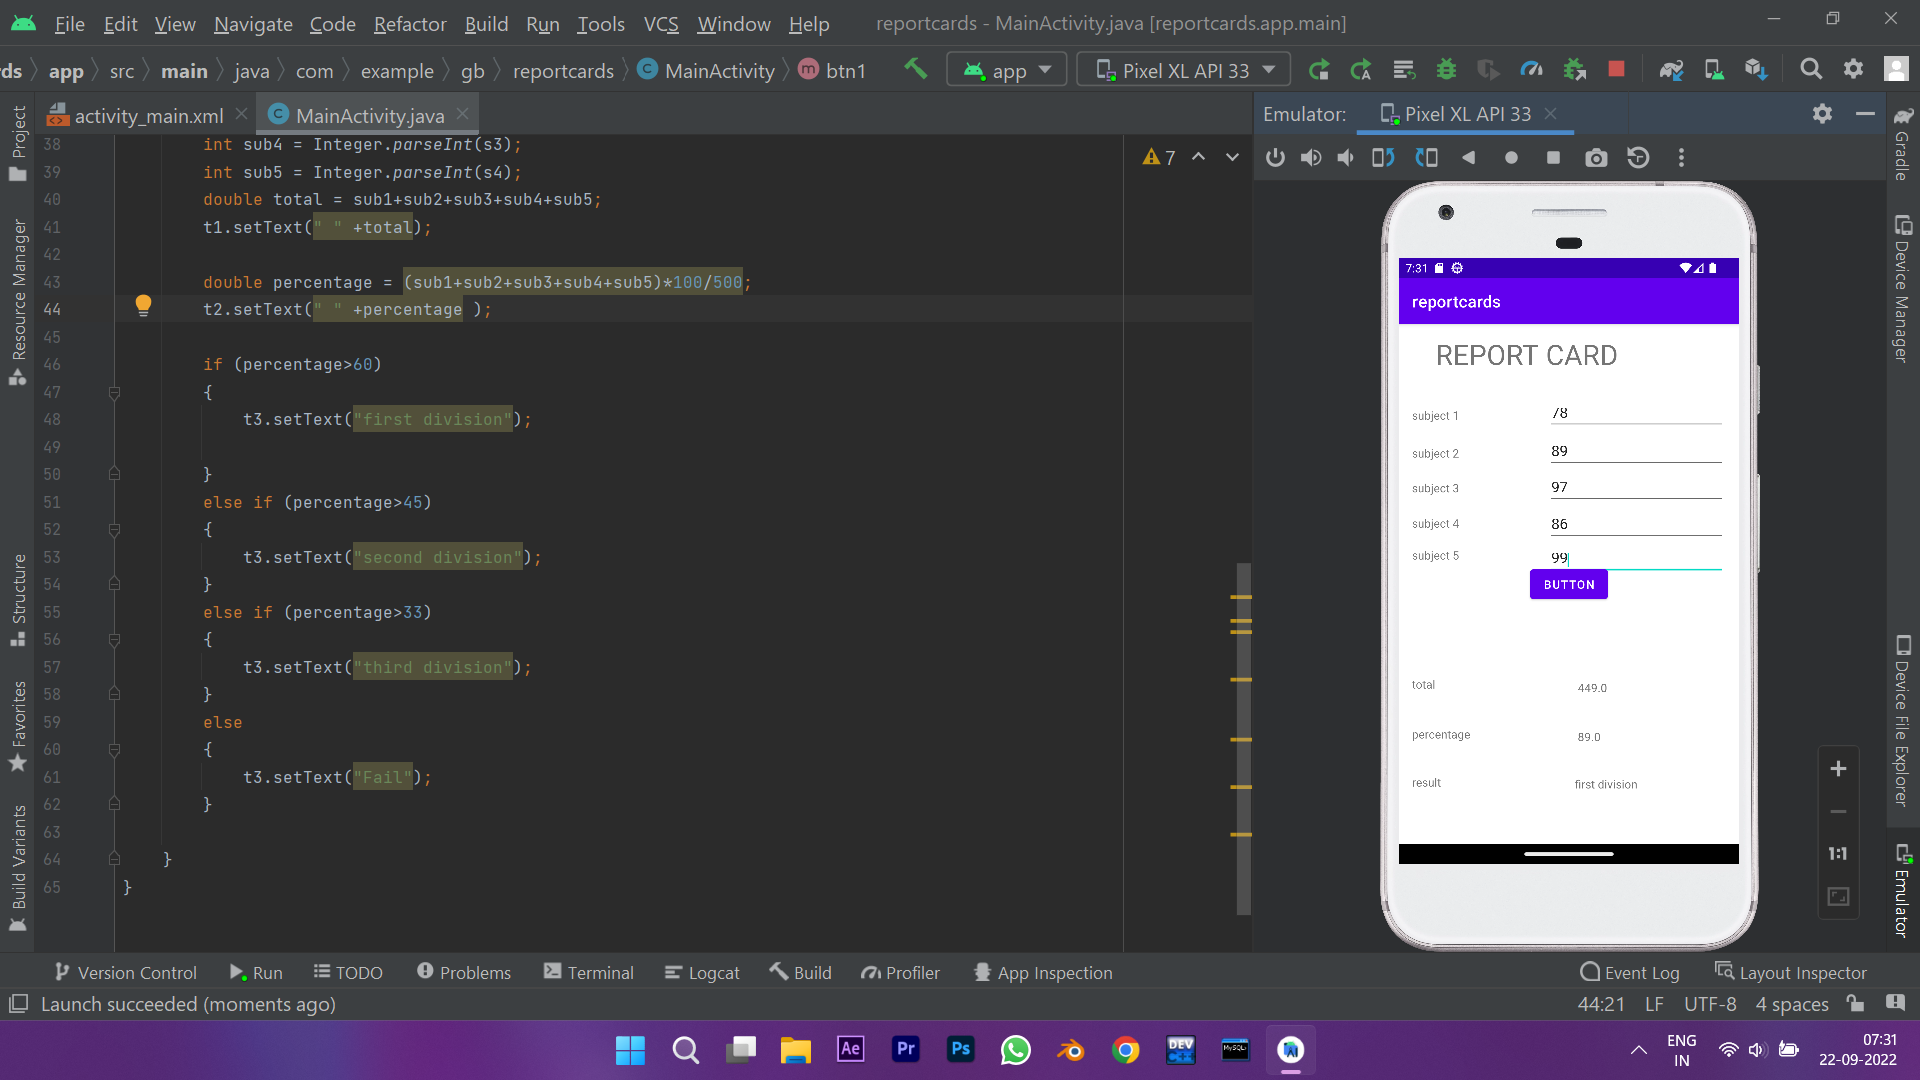 File Edit View Navigate Code Refactor Build Run Tools VCS Window Help reportcards - MainActivity.java [reportcards.app.main]
ds app src main java com example gb reportcards MainActivity btn1 app Pixel XL API 33
activity_main.xml MainActivity.java
Emulator: Pixel XL API 33
Project
Resource Manager
Structure
Favorites
Build Variants
7
38 int sub4 = Integer.parseInt(s3);
39 int sub5 = Integer.parseInt(s4);
40 double total = sub1+sub2+sub3+sub4+sub5;
41 t1.setText(" " +total);
42
43 double percentage = (sub1+sub2+sub3+sub4+sub5)*100/500;
44 t2.setText(" " +percentage );
45
46 if (percentage>60)
47 {
48 t3.setText("first division");
49
50 }
51 else if (percentage>45)
52 {
53 t3.setText("second division");
54 }
55 else if (percentage>33)
56 {
57 t3.setText("third division");
58 }
59 else
60 {
61 t3.setText("Fail");
62 }
63
64 }
65 }
7:31
reportcards
REPORT CARD
subject 1 78
subject 2 89
subject 3 97
subject 4 86
subject 5 99
BUTTON
total 449.0
percentage 89.0
result first division
1:1
Gradle
Device Manager
Device File Explorer
Emulator
Version Control Run TODO Problems Terminal Logcat Build Profiler App Inspection Event Log Layout Inspector
Launch succeeded (moments ago) 44:21 LF UTF-8 4 spaces
Ae Pr Ps DEV C++ MySQL
ENG
IN
07:31
22-09-2022